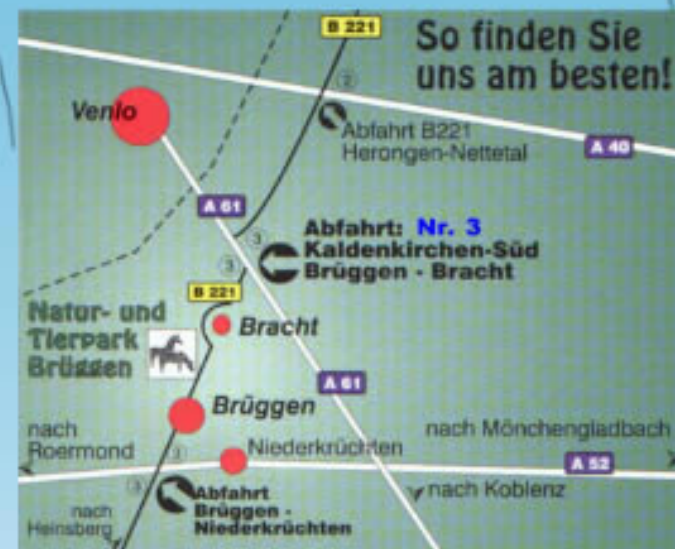 B 221
So finden Sie
uns am besten!
Venlo
②
Abfahrt B221
Herongen-Nettetal
A 40
A 61
③
Abfahrt: Nr. 3
Kaldenkirchen-Süd
Brüggen - Bracht
③
B 221
Natur- und
Tierpark
Brüggen
Bracht
A 61
Brüggen
nach
Roermond
Niederkrüchten
nach Mönchengladbach
A 52
nach Koblenz
③
Abfahrt
Brüggen -
Niederkrüchten
nach
Heinsberg